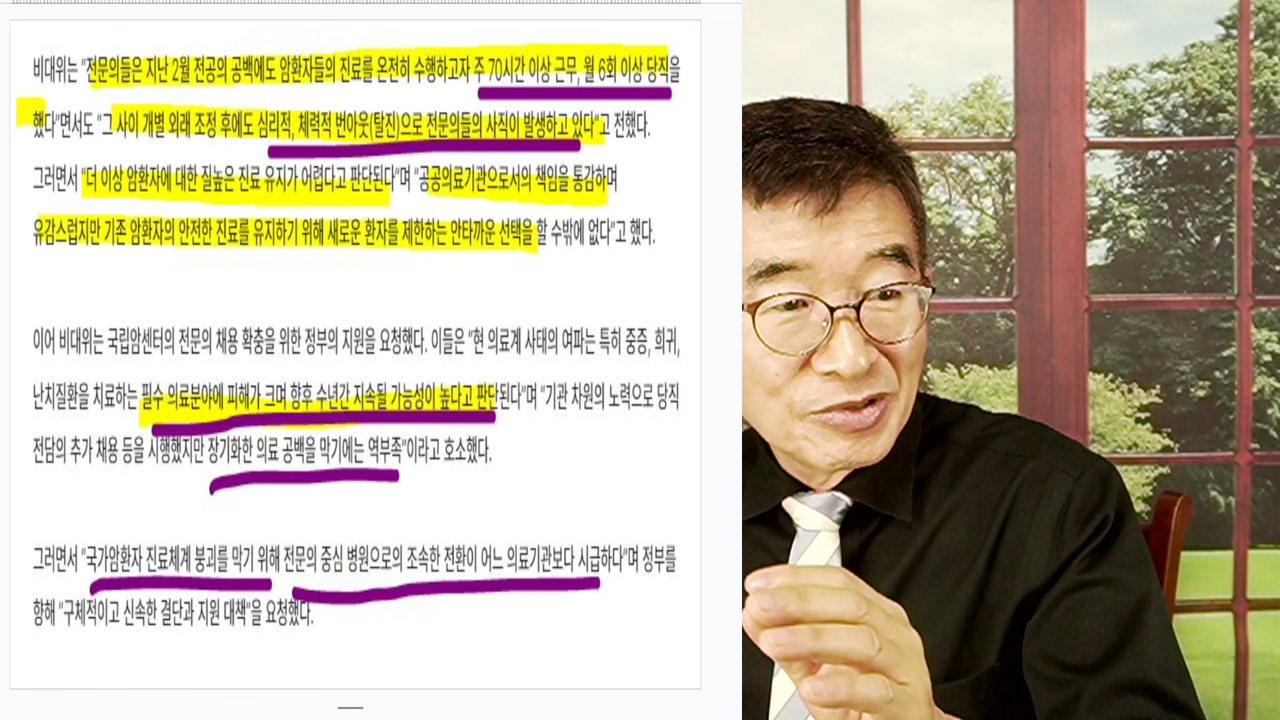 비대위는 "전문의들은 지난 2월 전공의 공백에도 암환자들의 진료를 온전히 수행하고자 주 70시간 이상 근무, 월 6회 이상 당직을
했다"면서도 "그 사이 개별 외래 조정 후에도 심리적, 체력적 번아웃(탈진)으로 전문의들의 사직이 발생하고 있다"고 전했다.
그러면서 "더 이상 암환자에 대한 질높은 진료 유지가 어렵다고 판단된다"며 "공공의료기관으로서의 책임을 통감하며
유감스럽지만 기존 암환자의 안전한 진료를 유지하기 위해 새로운 환자를 제한하는 안타까운 선택을 할 수밖에 없다"고 했다.
이어 비대위는 국립암센터의 전문의 채용 확충을 위한 정부의 지원을 요청했다. 이들은 "현 의료계 사태의 여파는 특히 중증, 희귀,
난치질환을 치료하는 필수 의료분야에 피해가 크며 향후 수년간 지속될 가능성이 높다고 판단된다"며 "기관 차원의 노력으로 당직
전담의 추가 채용 등을 시행했지만 장기화한 의료 공백을 막기에는 역부족"이라고 호소했다.
그러면서 "국가암환자 진료체계 붕괴를 막기 위해 전문의 중심 병원으로의 조속한 전환이 어느 의료기관보다 시급하다"며 정부를
향해 "구체적이고 신속한 결단과 지원 대책"을 요청했다.